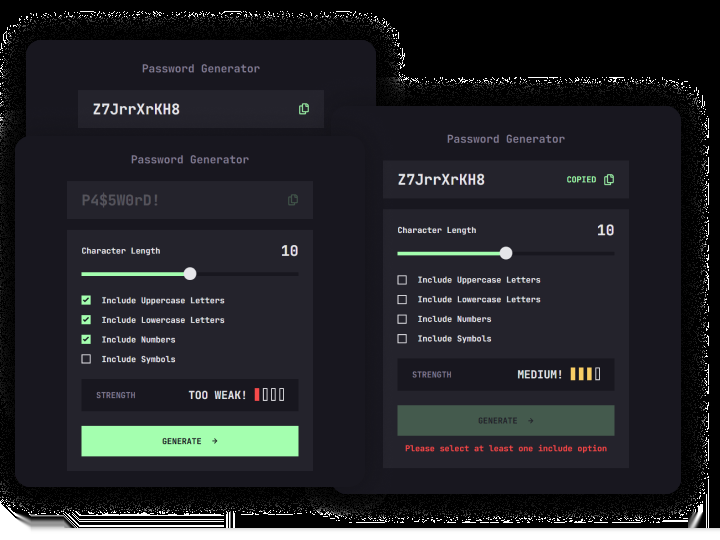 Password Generator
Z7JrrXrKH8
Password Generator
P4$5W0rD!
Character Length 10
Include Uppercase Letters
Include Lowercase Letters
Include Numbers
Include Symbols
STRENGTH TOO WEAK!
GENERATE →
Password Generator
Z7JrrXrKH8 COPIED
Character Length 10
Include Uppercase Letters
Include Lowercase Letters
Include Numbers
Include Symbols
STRENGTH MEDIUM!
GENERATE →
Please select at least one include option